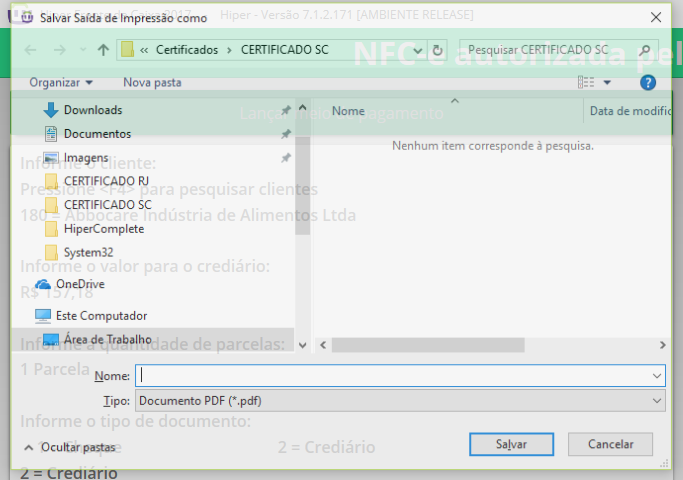 Salvar Saída de Impressão como
Hiper - Versão 7.1.2.171 [AMBIENTE RELEASE]
« Certificados › CERTIFICADO SC
Pesquisar CERTIFICADO SC
NFC-e autorizada pel
Organizar
Nova pasta
Downloads
Documentos
Imagens
CERTIFICADO RJ
CERTIFICADO SC
HiperComplete
System32
OneDrive
Este Computador
Área de Trabalho
Nome
Data de modific
Nenhum item corresponde à pesquisa.
pagamento
Informe o cliente:
Pressione <F4> para pesquisar clientes
180 = Abbocare Indústria de Alimentos Ltda
Informe o valor para o crediário:
R$ 157,18
Informe a quantidade de parcelas:
1 Parcela
Nome:
Tipo: Documento PDF (*.pdf)
Informe o tipo de documento:
2 = Crediário
Ocultar pastas
Salvar
Cancelar
2 = Crediário